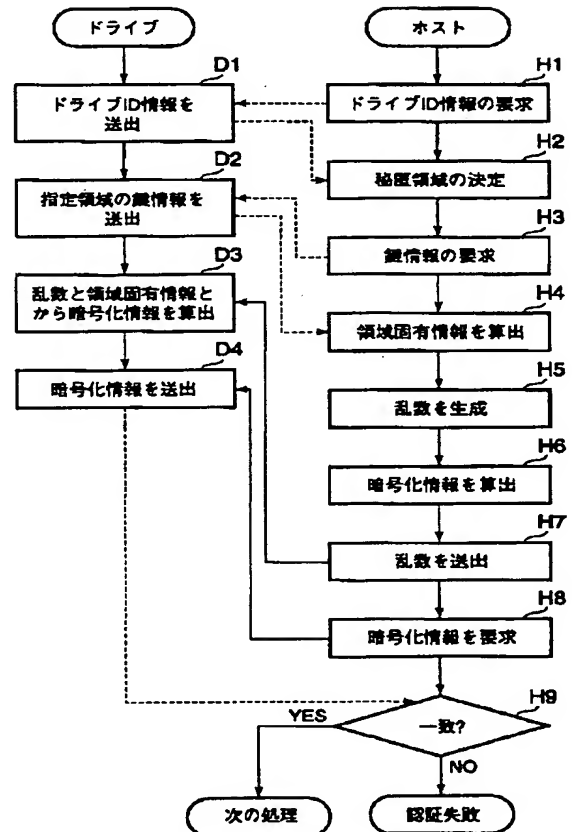 ドライブ
D1
ドライブID情報を
送出
D2
指定領域の鍵情報を
送出
D3
乱数と領域固有情報と
から暗号化情報を算出
D4
暗号化情報を送出
ホスト
H1
ドライブID情報の要求
H2
秘匿領域の決定
H3
鍵情報の要求
H4
領域固有情報を算出
H5
乱数を生成
H6
暗号化情報を算出
H7
乱数を送出
H8
暗号化情報を要求
H9
一致?
YES
NO
次の処理
認証失敗